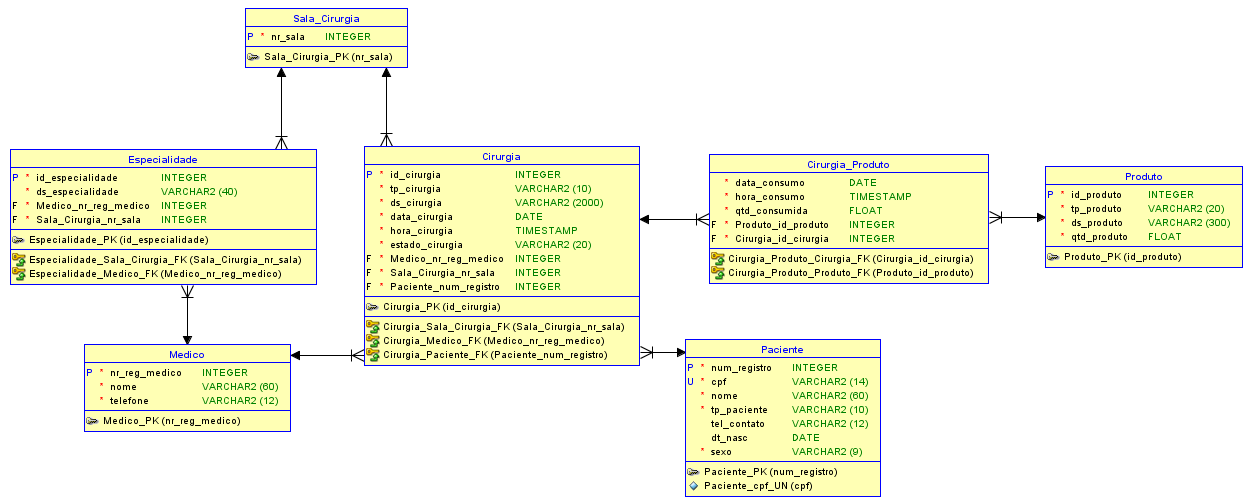 Sala_Cirurgia
P * nr_sala INTEGER
Sala_Cirurgia_PK (nr_sala)
Especialidade
P * id_especialidade INTEGER
* ds_especialidade VARCHAR2 (40)
F * Medico_nr_reg_medico INTEGER
F * Sala_Cirurgia_nr_sala INTEGER
Especialidade_PK (id_especialidade)
Especialidade_Sala_Cirurgia_FK (Sala_Cirurgia_nr_sala)
Especialidade_Medico_FK (Medico_nr_reg_medico)
Cirurgia
P * id_cirurgia INTEGER
* tp_cirurgia VARCHAR2 (10)
* ds_cirurgia VARCHAR2 (2000)
* data_cirurgia DATE
* hora_cirurgia TIMESTAMP
* estado_cirurgia VARCHAR2 (20)
F * Medico_nr_reg_medico INTEGER
F * Sala_Cirurgia_nr_sala INTEGER
F * Paciente_num_registro INTEGER
Cirurgia_PK (id_cirurgia)
Cirurgia_Sala_Cirurgia_FK (Sala_Cirurgia_nr_sala)
Cirurgia_Medico_FK (Medico_nr_reg_medico)
Cirurgia_Paciente_FK (Paciente_num_registro)
Cirurgia_Produto
* data_consumo DATE
* hora_consumo TIMESTAMP
* qtd_consumida FLOAT
F * Produto_id_produto INTEGER
F * Cirurgia_id_cirurgia INTEGER
Cirurgia_Produto_Cirurgia_FK (Cirurgia_id_cirurgia)
Cirurgia_Produto_Produto_FK (Produto_id_produto)
Produto
P * id_produto INTEGER
* tp_produto VARCHAR2 (20)
* ds_produto VARCHAR2 (300)
* qtd_produto FLOAT
Produto_PK (id_produto)
Medico
P * nr_reg_medico INTEGER
* nome VARCHAR2 (60)
* telefone VARCHAR2 (12)
Medico_PK (nr_reg_medico)
Paciente
P * num_registro INTEGER
U * cpf VARCHAR2 (14)
* nome VARCHAR2 (60)
* tp_paciente VARCHAR2 (10)
tel_contato VARCHAR2 (12)
dt_nasc DATE
* sexo VARCHAR2 (9)
Paciente_PK (num_registro)
Paciente_cpf_UN (cpf)